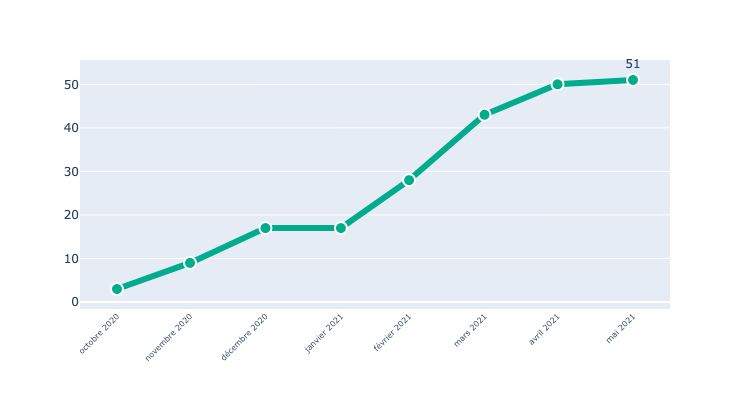 51
50
40
30
20
10
0
octobre 2020
novembre 2020
décembre 2020
janvier 2021
février 2021
mars 2021
avril 2021
mai 2021